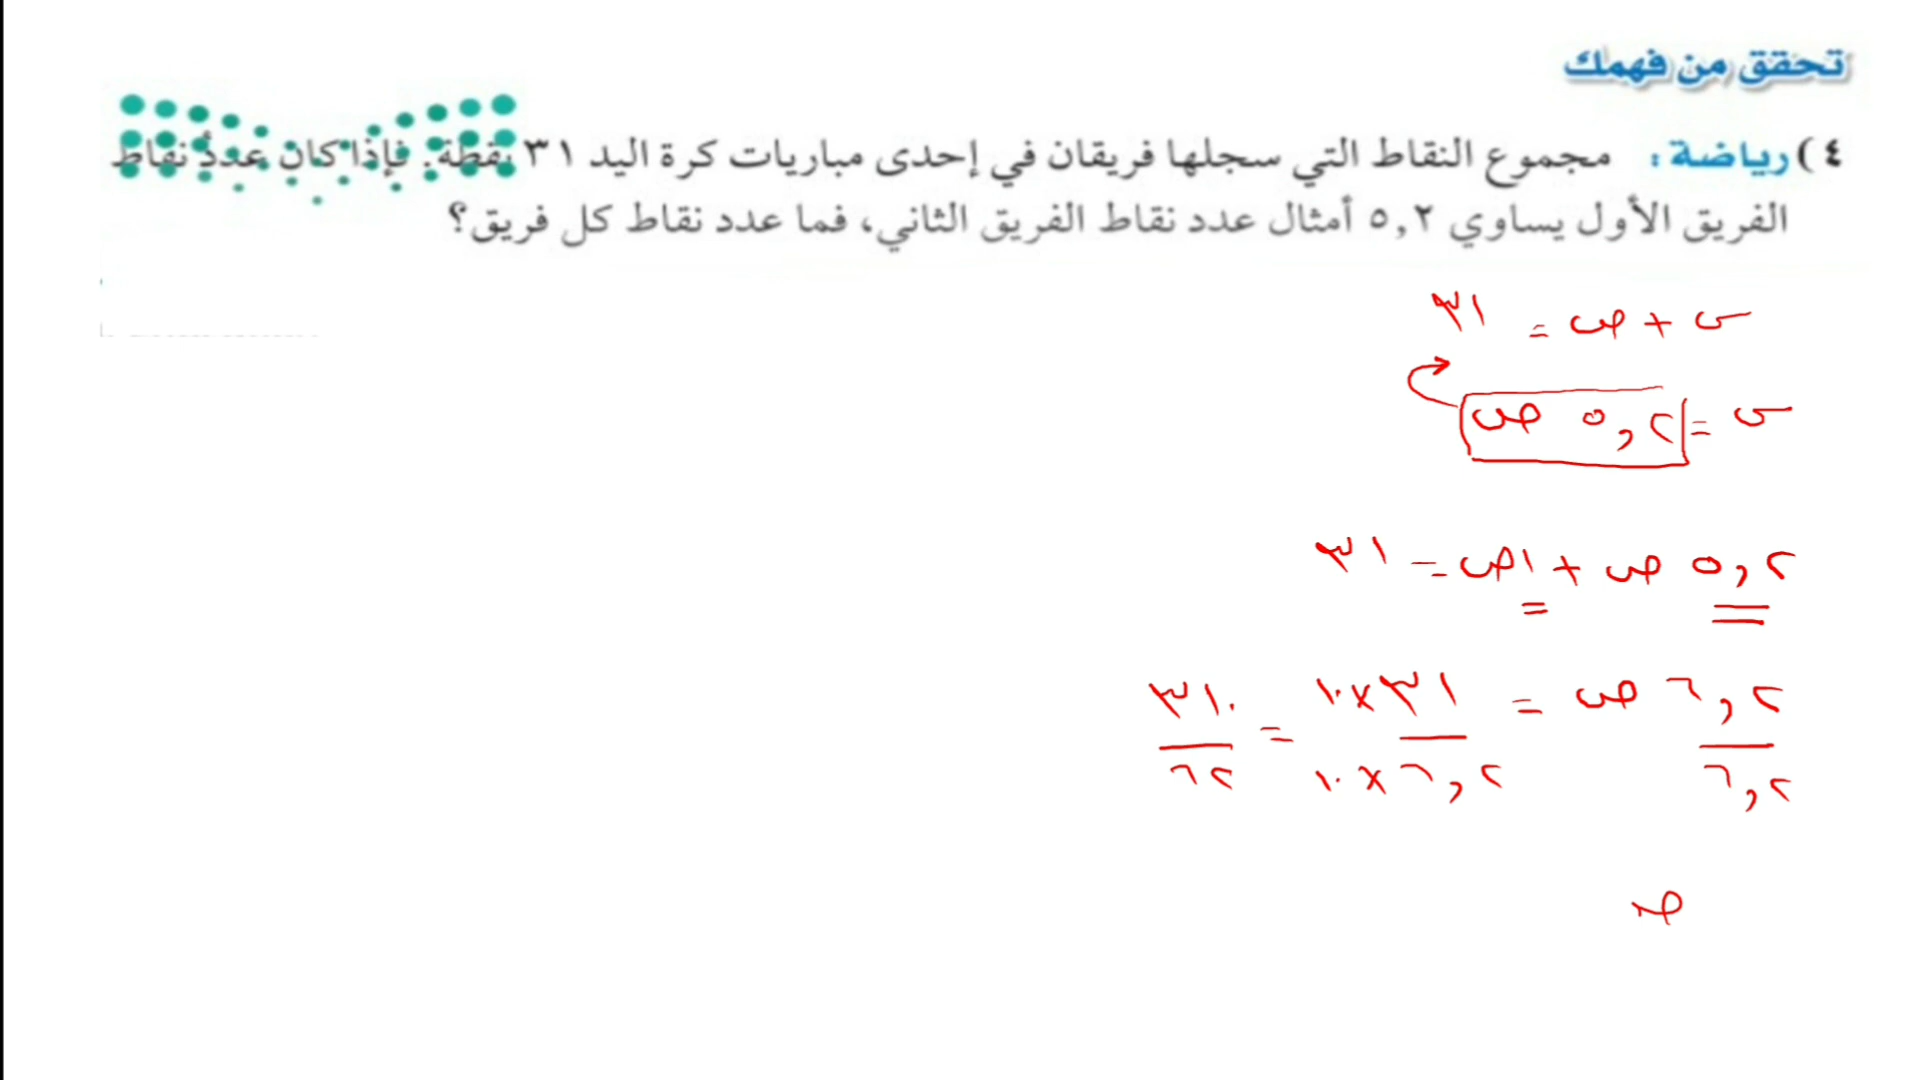 تحقق من فهمك
٤) رياضة: مجموع النقاط التي سجلها فريقان في إحدى مباريات كرة اليد ٣١ نقطة. فإذا كان عددُ نقاط
الفريق الأول يساوي ٥,٢ أمثال عدد نقاط الفريق الثاني، فما عدد نقاط كل فريق؟
س + ص = ٣١
س = ٥,٢ ص
٥,٢ ص + ١ص = ٣١
٦,٢ ص / ٦,٢ = ٣١×١٠ / ٦,٢×١٠ = ٣١٠ / ٦٢